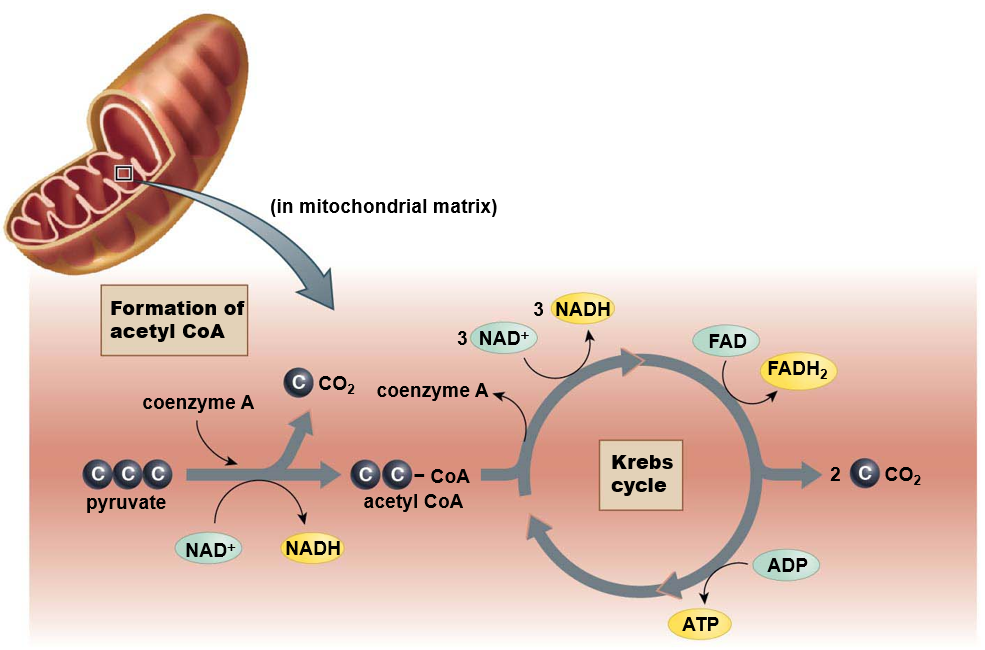 (in mitochondrial matrix)
Formation of
acetyl CoA
coenzyme A
C CO₂
C C C
pyruvate
NAD⁺
NADH
C C – CoA
acetyl CoA
coenzyme A
3 NAD⁺
3 NADH
FAD
FADH₂
Krebs
cycle
2 C CO₂
ADP
ATP